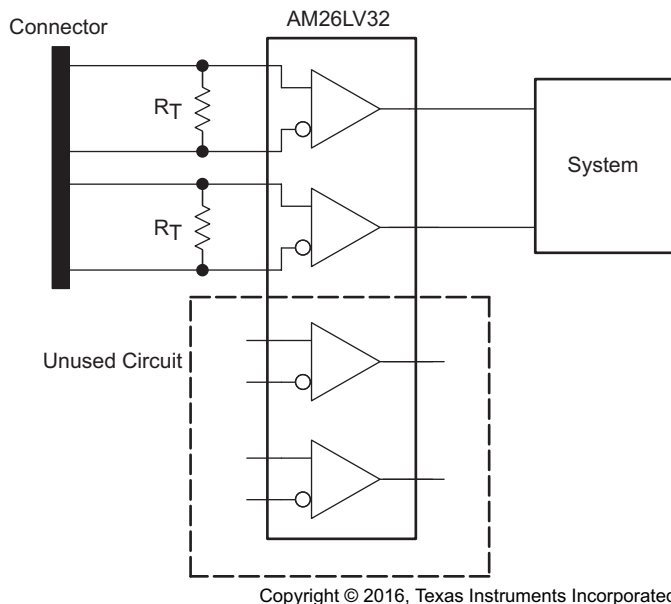 AM26LV32
Connector
RT
System
RT
Unused Circuit
Copyright © 2016, Texas Instruments Incorporated